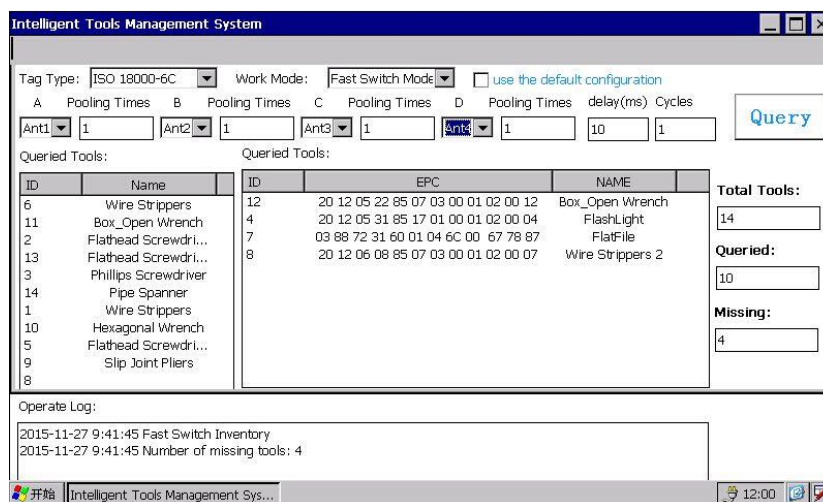 Intelligent Tools Management System
Tag Type: ISO 18000-6C Work Mode: Fast Switch Mode use the default configuration
A Pooling Times B Pooling Times C Pooling Times D Pooling Times delay(ms) Cycles
Ant1 1 Ant2 1 Ant3 1 Ant4 1 10 1 Query
Queried Tools:
ID Name
6 Wire Strippers
11 Box_Open Wrench
2 Flathead Screwdri...
13 Flathead Screwdri...
3 Phillips Screwdriver
14 Pipe Spanner
1 Wire Strippers
10 Hexagonal Wrench
5 Flathead Screwdri...
9 Slip Joint Pliers
8
Queried Tools:
ID EPC NAME
12 20 12 05 22 85 07 03 00 01 02 00 12 Box_Open Wrench
4 20 12 05 31 85 17 01 00 01 02 00 04 FlashLight
7 03 88 72 31 60 01 04 6C 00 67 78 87 FlatFile
8 20 12 06 08 85 07 03 00 01 02 00 07 Wire Strippers 2
Total Tools:
14
Queried:
10
Missing:
4
Operate Log:
2015-11-27 9:41:45 Fast Switch Inventory
2015-11-27 9:41:45 Number of missing tools: 4
开始 Intelligent Tools Management Sys... 12:00